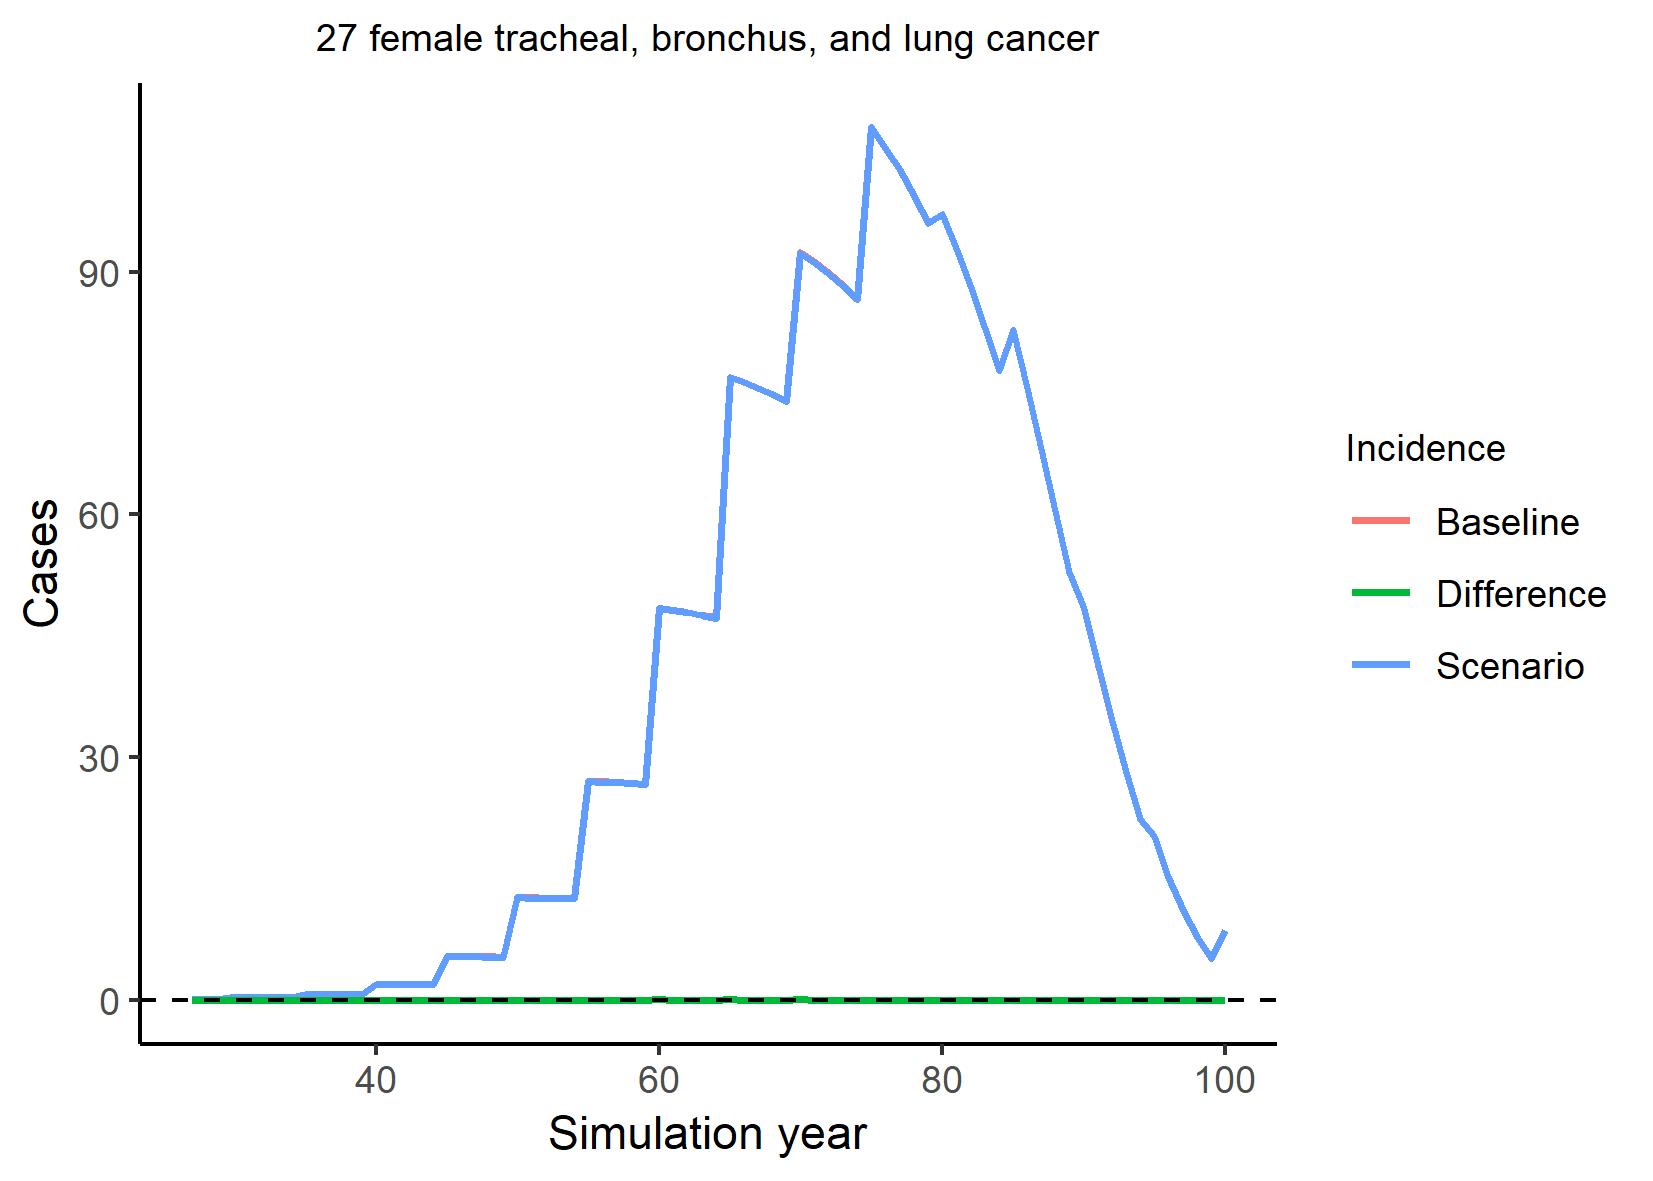 27 female tracheal, bronchus, and lung cancer
Cases
90
60
30
0
40 60 80 100
Simulation year
Incidence
Baseline
Difference
Scenario